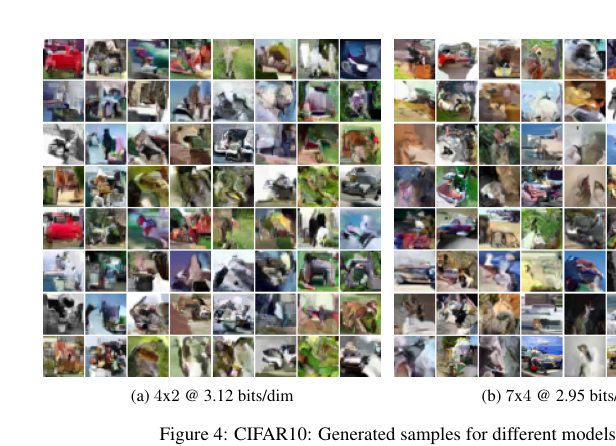 (a) 4x2 @ 3.12 bits/dim
(b) 7x4 @ 2.95 bits/
Figure 4: CIFAR10: Generated samples for different models